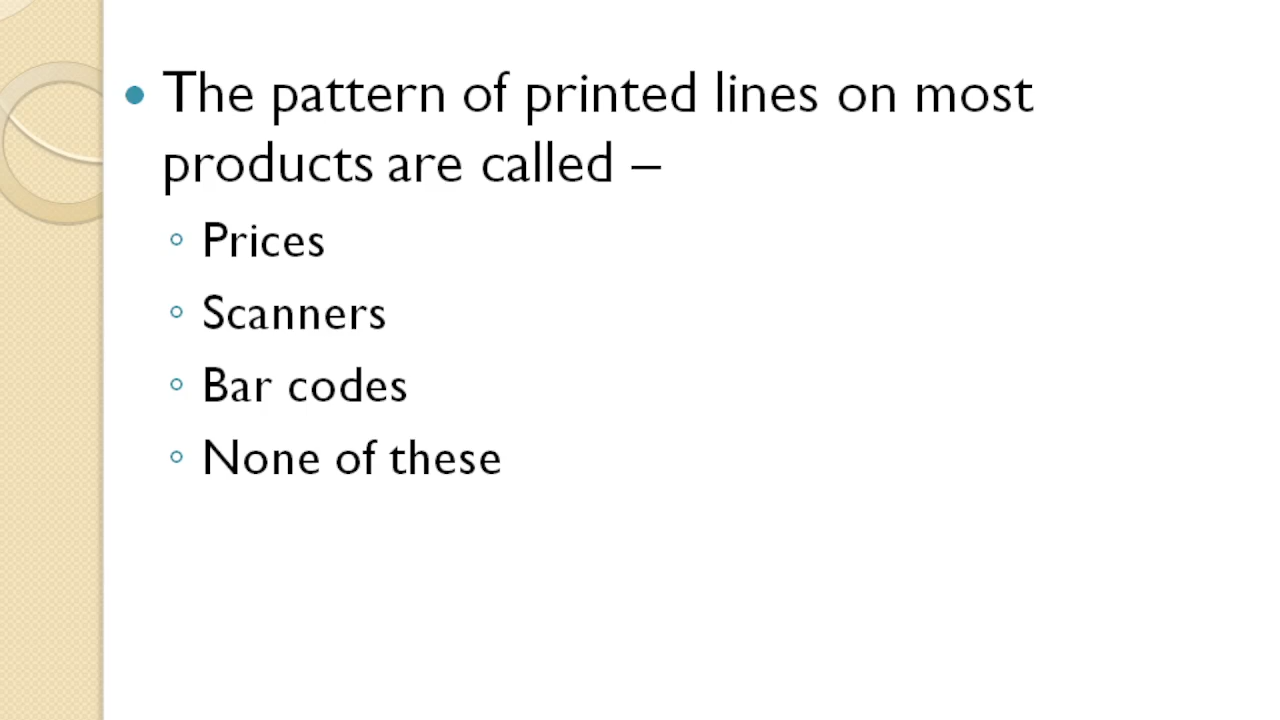 The pattern of printed lines on most
products are called –
Prices
Scanners
Bar codes
None of these